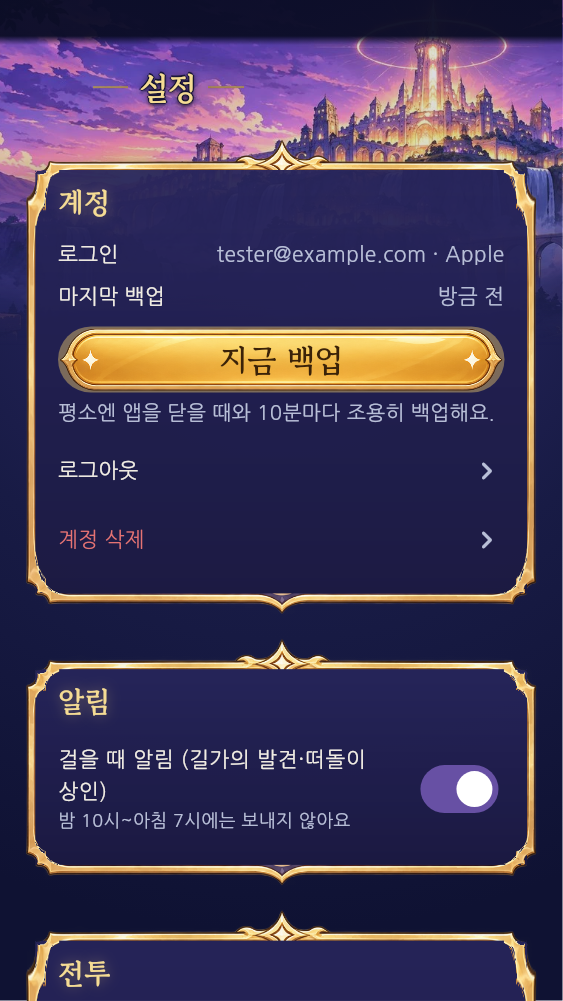 설정
계정
로그인 tester@example.com · Apple
마지막 백업 방금 전
지금 백업
평소엔 앱을 닫을 때와 10분마다 조용히 백업해요.
로그아웃
계정 삭제
알림
걸을 때 알림 (길가의 발견·떠돌이
상인)
밤 10시~아침 7시에는 보내지 않아요
전투